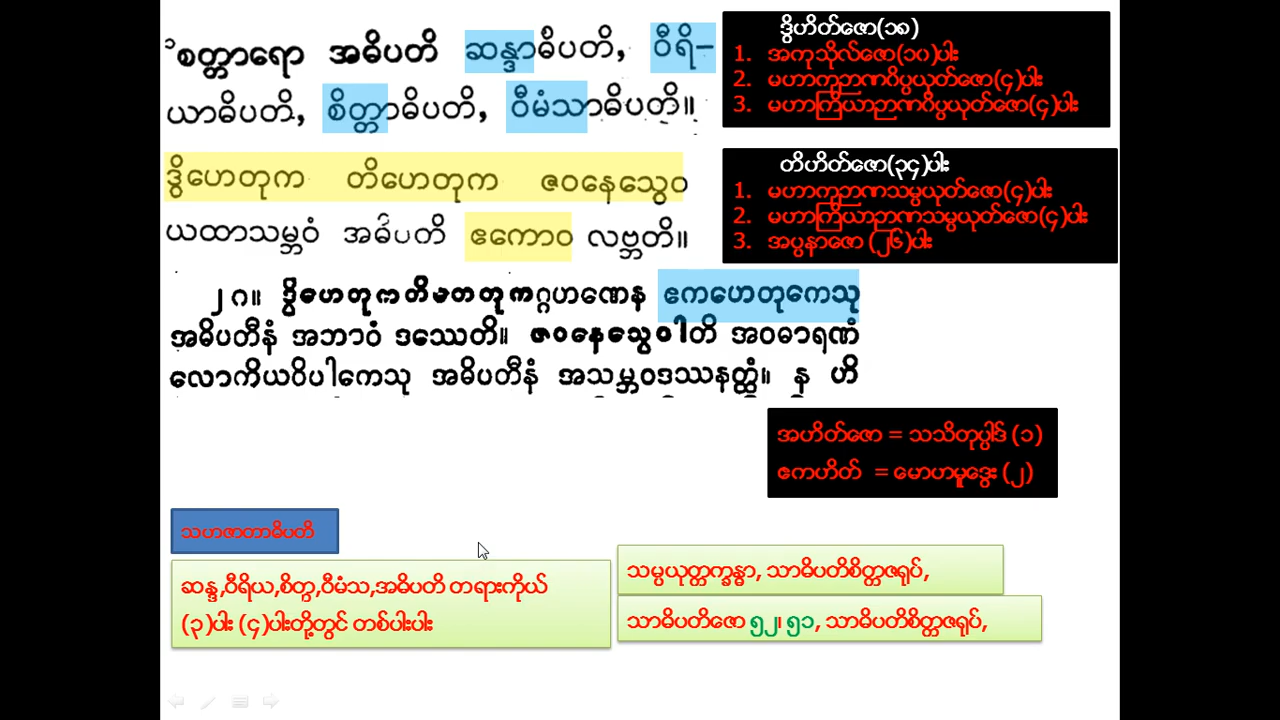 စတ္တာရော အဓိပတိ ဆန္ဒာဓိပတိ, ဝီရိ-
ယာဓိပတိ, စိတ္တာဓိပတိ, ဝီမံသာဓိပတိ။
ဒွိဟေတုက တိဟေတုက ဇဝနေသွေဝ
ယထာသမ္ဘဝံ အဓိပတိ ဧကောဝ လဗ္ဘတိ။
၂၈။ ဒွိဟေတုကတိဟေတုကဂ္ဂဟဏေန ဧကဟေတုကေသု
အဓိပတီနံ အဘာဝံ ဒဿေတိ။ ဇဝနေသွေဝါတိ အဝဓာရဏံ
လောကိယဝိပါကေသု အဓိပတီနံ အသမ္ဘဝဒဿနတ္ထံ။ န ဟိ
ဒွိဟိတ်ဇော(၁၈)
1. အကုသိုလ်ဇော(၁၀)ပါး
2. မဟာကုဉာဏဝိပ္ပယုတ်ဇော(၄)ပါး
3. မဟာကြိယာဉာဏဝိပ္ပယုတ်ဇော(၄)ပါး
တိဟိတ်ဇော(၃၄)ပါး
1. မဟာကုဉာဏသမ္ပယုတ်ဇော(၄)ပါး
2. မဟာကြိယာဉာဏသမ္ပယုတ်ဇော(၄)ပါး
3. အပ္ပနာဇော (၂၆)ပါး
အဟိတ်ဇော = သသိတုပ္ပါဒ် (၁)
ဧကဟိတ် = မောဟမူဒွေး (၂)
သဟဇာတာဓိပတိ
ဆန္ဒ,ဝီရိယ,စိတ္တ,ဝီမံသ,အဓိပတိ တရားကိုယ်
(၃)ပါး (၄)ပါးတို့တွင် တစ်ပါးပါး
သမ္ပယုတ္တက္ခန္ဓာ, သာဓိပတိစိတ္တဇရုပ်,
သာဓိပတိဇော ၅၂၊ ၅၁, သာဓိပတိစိတ္တဇရုပ်,